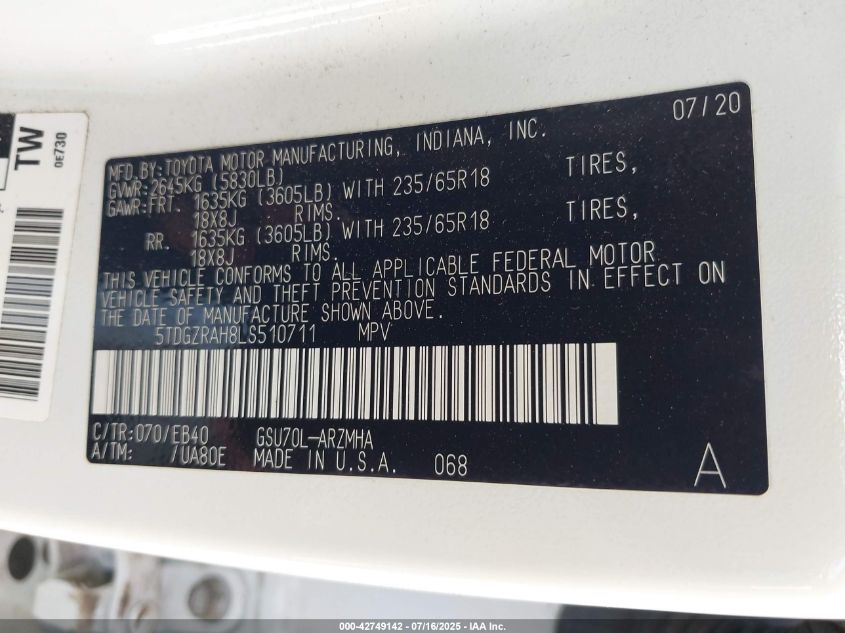 07/20
MFD.BY:TOYOTA MOTOR MANUFACTURING, INDIANA, INC.
GVWR:2645KG (5830LB)
GAWR:FRT. 1635KG (3605LB) WITH 235/65R18 TIRES,
18X8J RIMS.
RR. 1635KG (3605LB) WITH 235/65R18 TIRES,
18X8J RIMS.
THIS VEHICLE CONFORMS TO ALL APPLICABLE FEDERAL MOTOR
VEHICLE SAFETY AND THEFT PREVENTION STANDARDS IN EFFECT ON
THE DATE OF MANUFACTURE SHOWN ABOVE.
5TDGZRAH8LS510711 MPV
C/TR:070/EB40 GSU70L-ARZMHA
A/TM: /UA80E MADE IN U.S.A. 068
A
TW
0E730
000-42749142 - 07/16/2025 - IAA Inc.